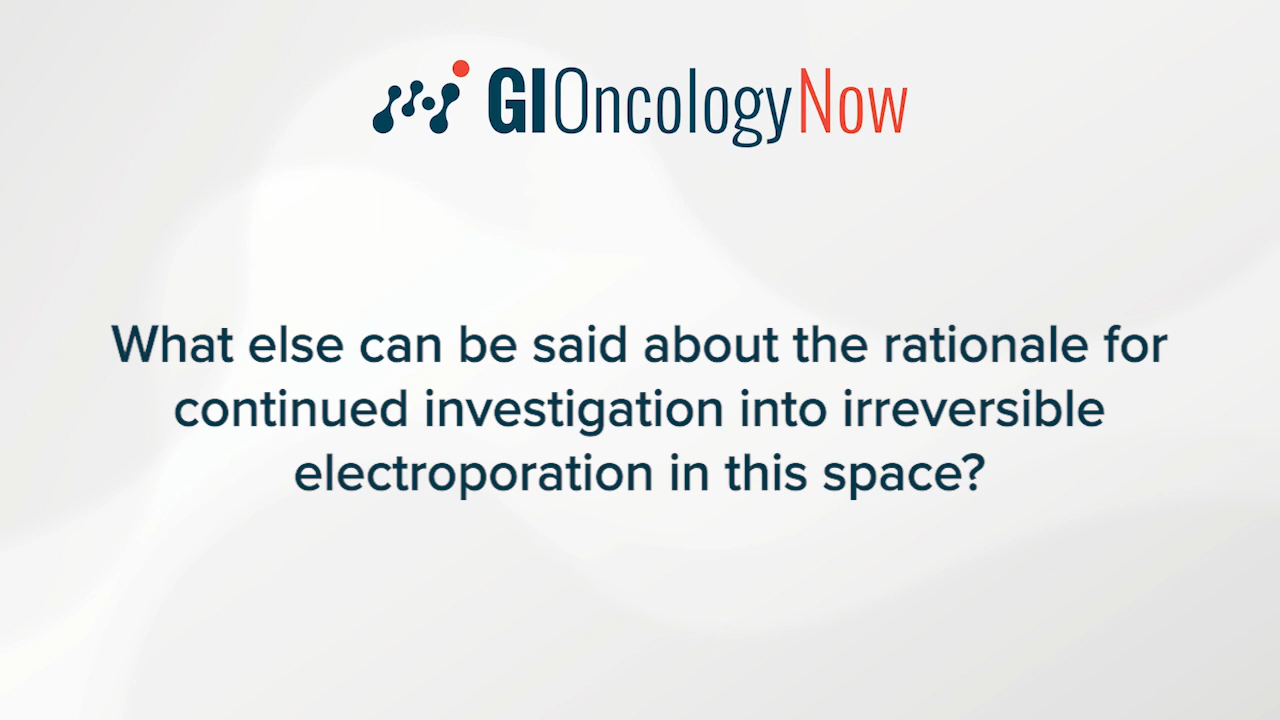 GIOncologyNow
What else can be said about the rationale for
continued investigation into irreversible
electroporation in this space?